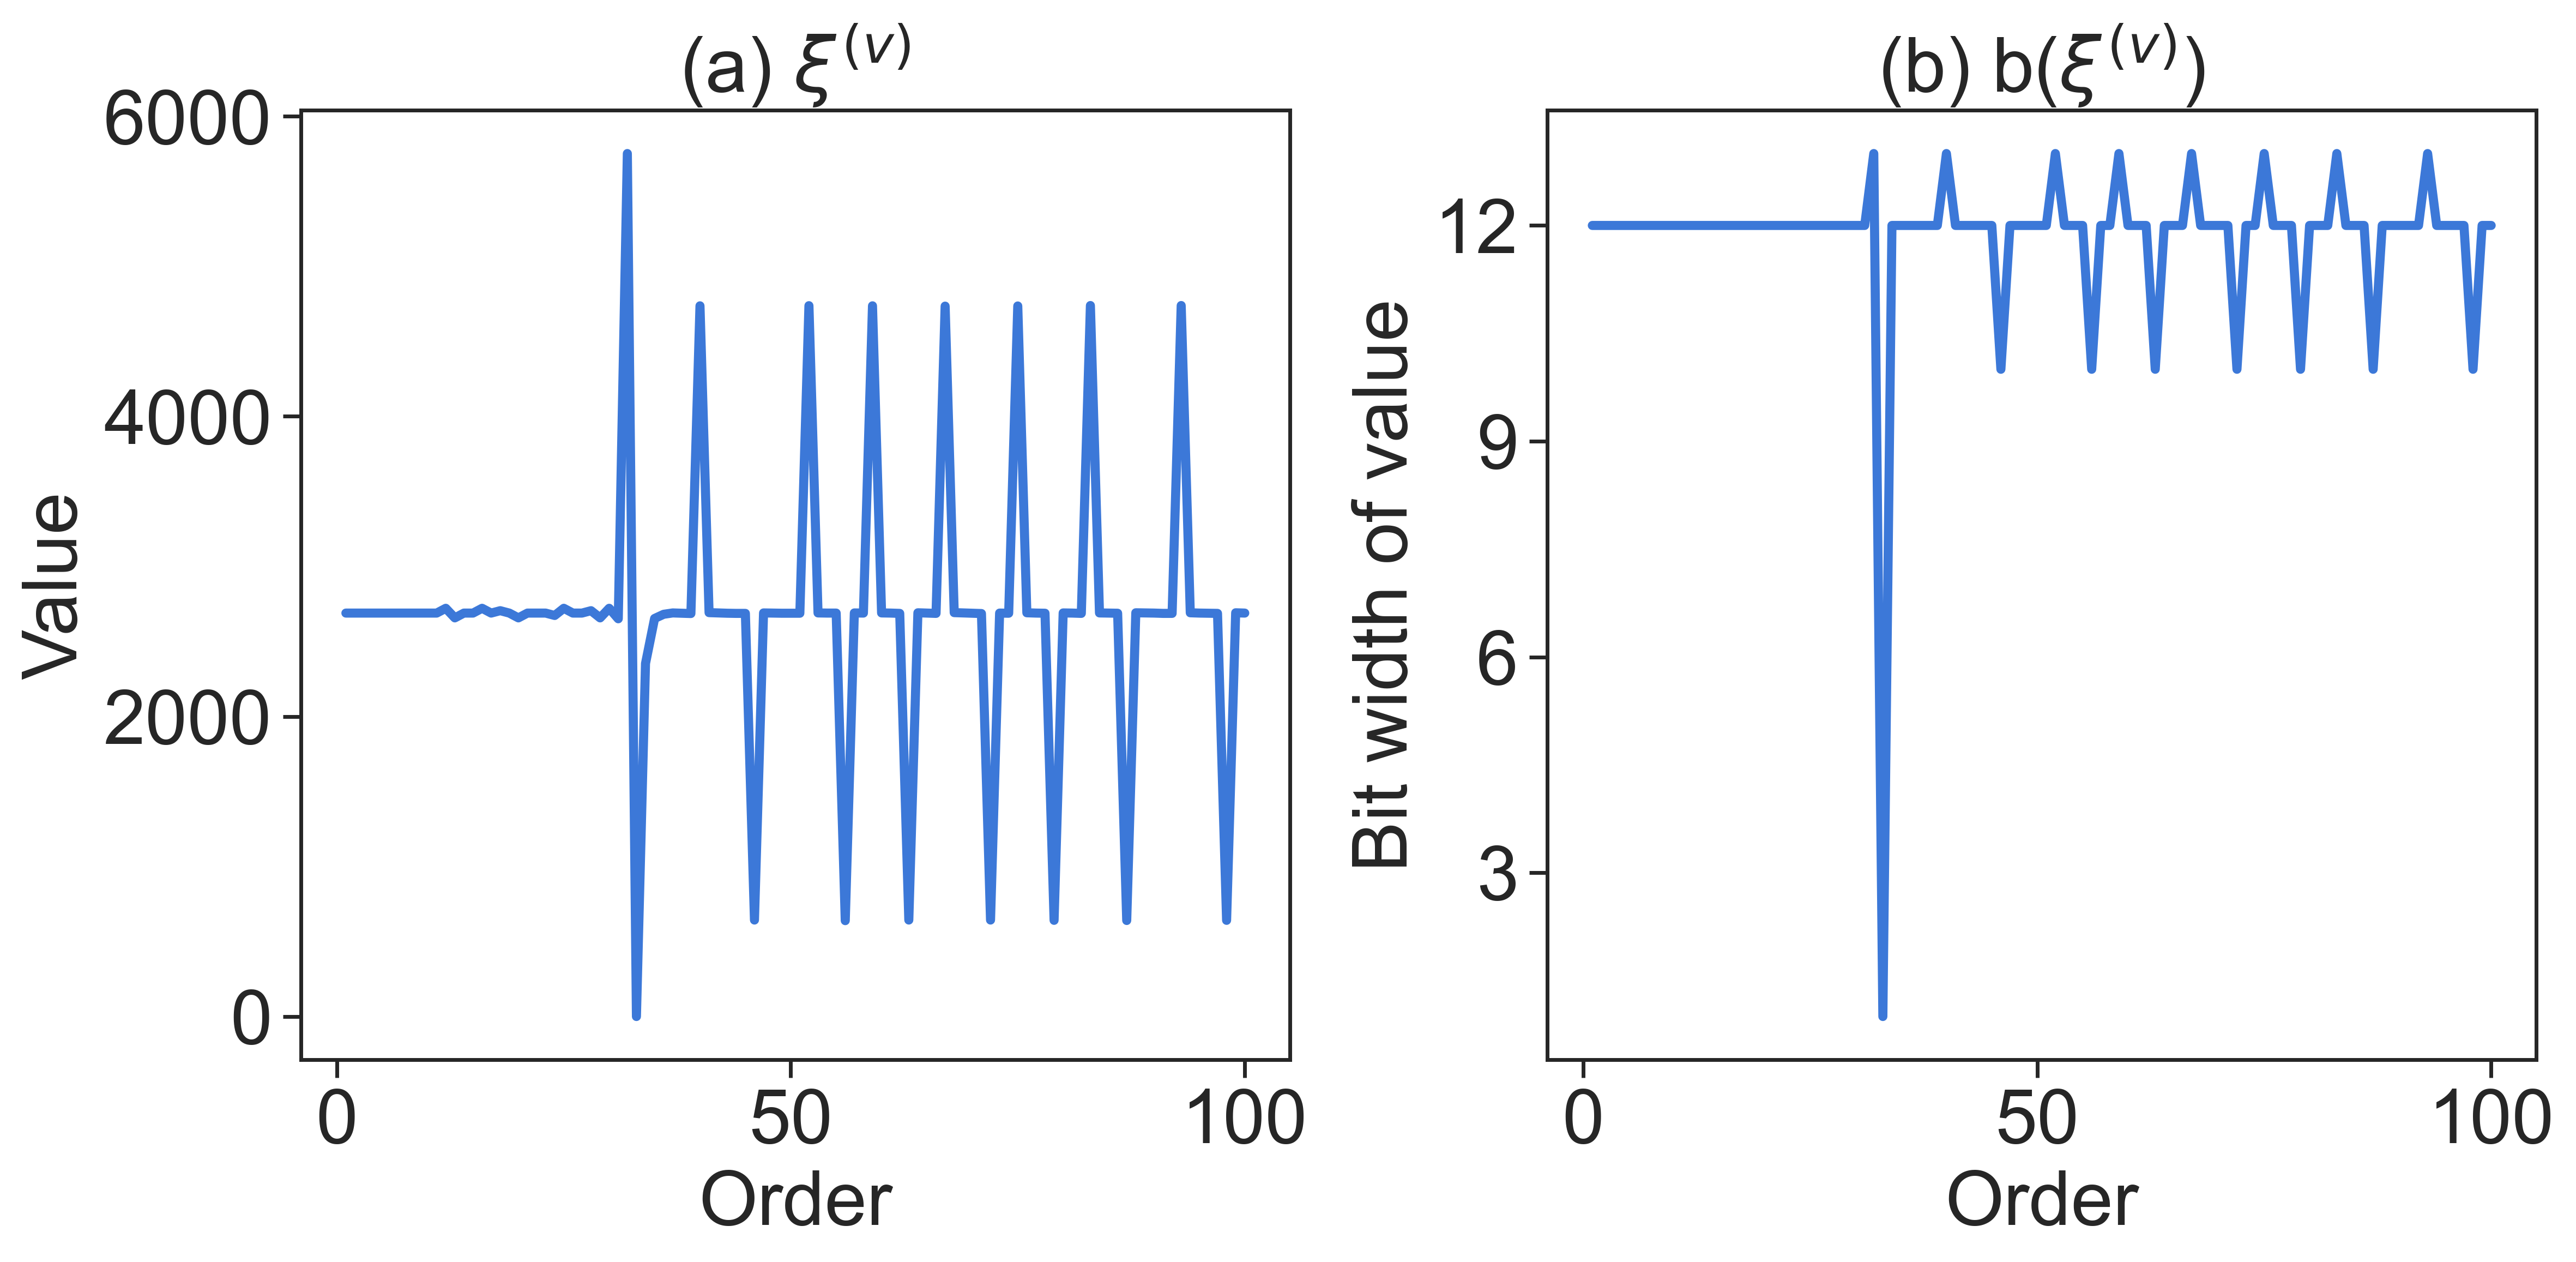 (a) ξ⁽ᵛ⁾
6000
4000
2000
0
Value
0 50 100
Order
(b) b(ξ⁽ᵛ⁾)
12
9
6
3
Bit width of value
0 50 100
Order